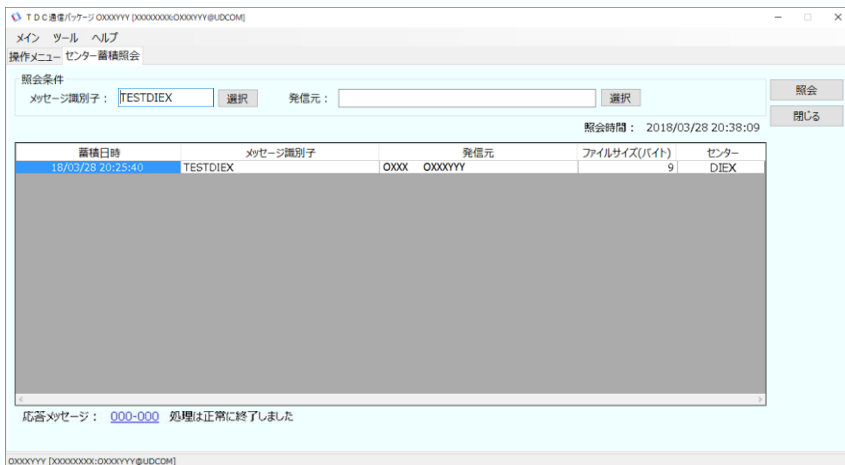 TDC通信パッケージ OXXXYYY [XXXXXXXX:OXXXYYY@UDCOM]
メイン ツール ヘルプ
操作メニュー センター蓄積照会
照会条件
メッセージ識別子： TESTDIEX 選択 発信元： 選択 照会
閉じる
照会時間： 2018/03/28 20:38:09
蓄積日時 メッセージ識別子 発信元 ファイルサイズ(バイト) センター
18/03/28 20:25:40 TESTDIEX OXXX OXXXYYY 9 DIEX
応答メッセージ： 000-000 処理は正常に終了しました
OXXXYYY [XXXXXXXX:OXXXYYY@UDCOM]